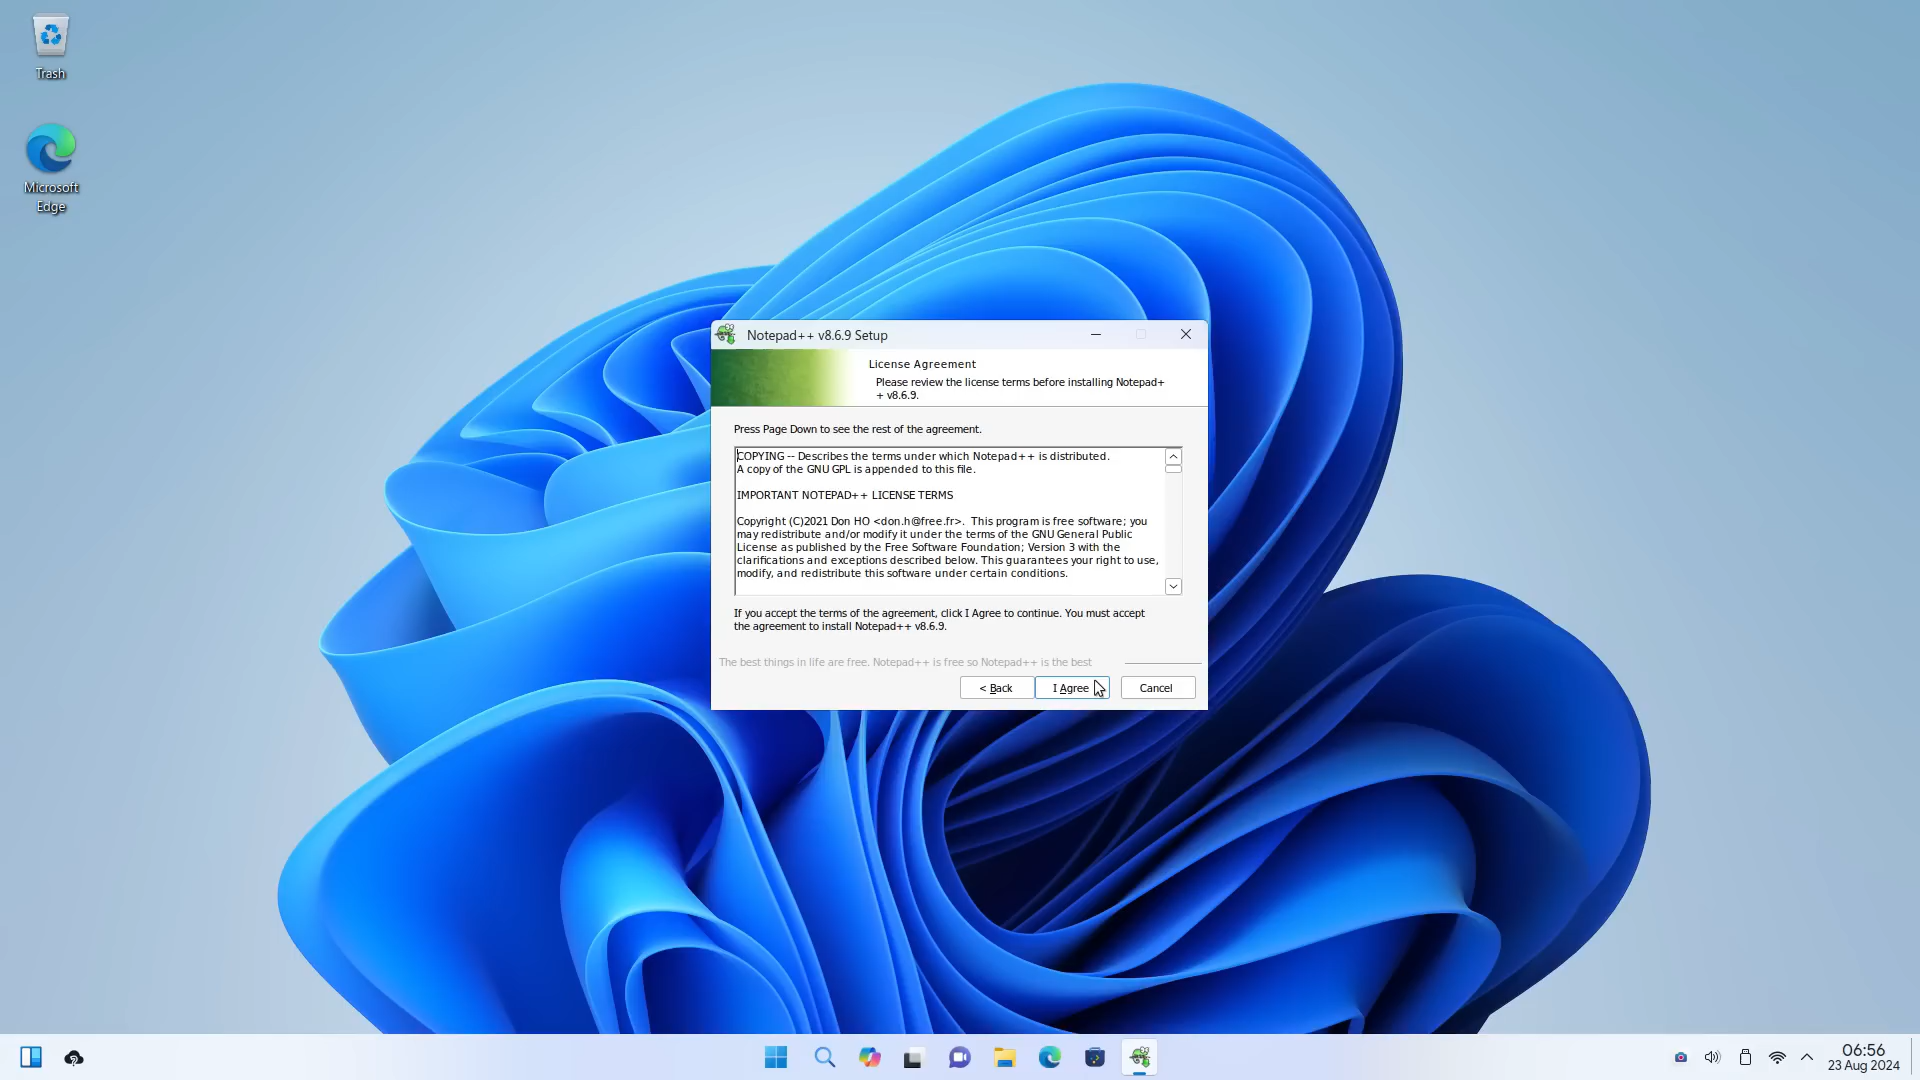 Trash
Microsoft
Edge
Notepad++ v8.6.9 Setup
License Agreement
Please review the license terms before installing Notepad+
+ v8.6.9.
Press Page Down to see the rest of the agreement.
COPYING -- Describes the terms under which Notepad++ is distributed.
A copy of the GNU GPL is appended to this file.
IMPORTANT NOTEPAD++ LICENSE TERMS
Copyright (C)2021 Don HO <don.h@free.fr>.  This program is free software; you
may redistribute and/or modify it under the terms of the GNU General Public
License as published by the Free Software Foundation; Version 3 with the
clarifications and exceptions described below. This guarantees your right to use,
modify, and redistribute this software under certain conditions.
If you accept the terms of the agreement, click I Agree to continue. You must accept
the agreement to install Notepad++ v8.6.9.
The best things in life are free. Notepad++ is free so Notepad++ is the best
< Back
I Agree
Cancel
06:56
23 Aug 2024